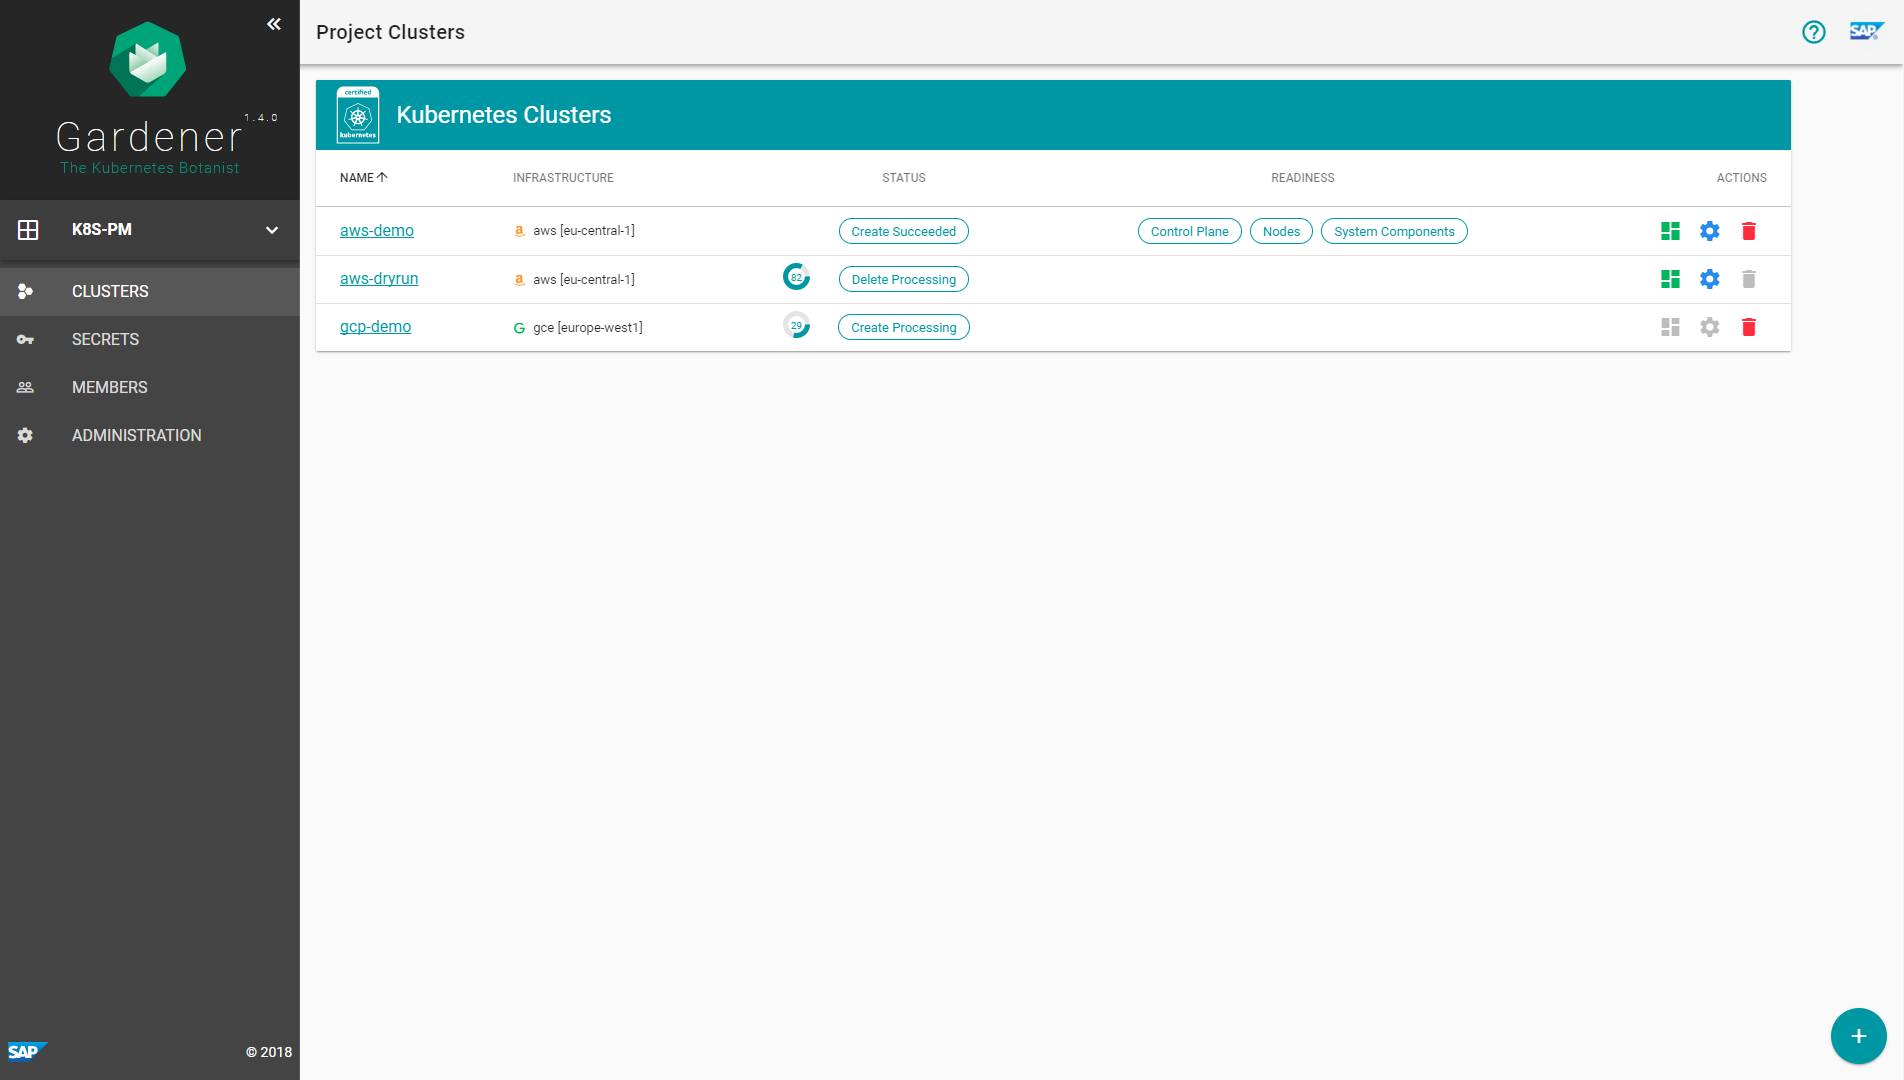 Gardener 1.4.0
The Kubernetes Botanist
K8S-PM
CLUSTERS
SECRETS
MEMBERS
ADMINISTRATION
SAP © 2018
Project Clusters
SAP
certified
kubernetes
Kubernetes Clusters
NAME INFRASTRUCTURE STATUS READINESS ACTIONS
aws-demo aws [eu-central-1] Create Succeeded Control Plane Nodes System Components
aws-dryrun aws [eu-central-1] 82 Delete Processing
gcp-demo gce [europe-west1] 29 Create Processing